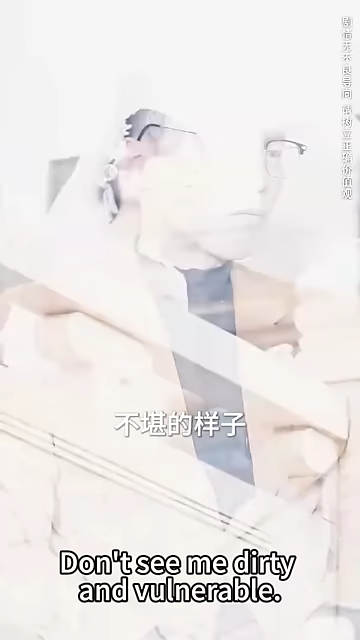 剧情无不良导向 请树立正确价值观
不堪的样子
Don't see me dirty
and vulnerable.